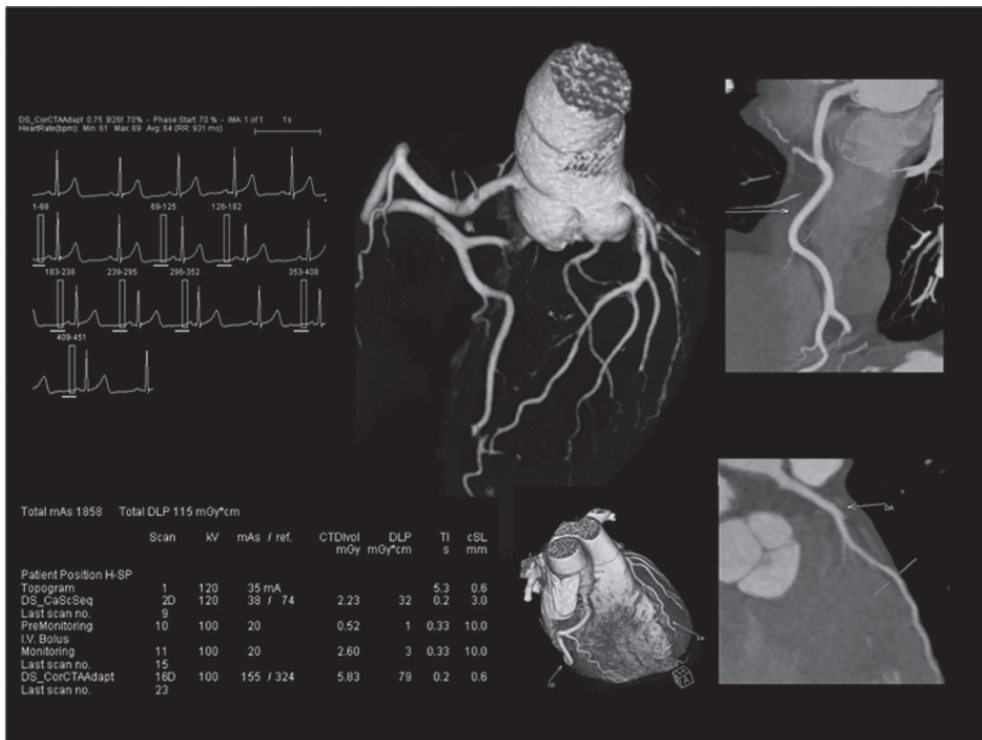 DS_CorCTAAdapt 0.75 B26f 70% - Phase Start: 70 % - IMA: 1 of 1 1s
HeartRate(bpm): Min: 61 Max: 69 Avg: 64 (RR: 931 ms)
1-68 69-125 126-182
183-238 239-295 296-352 353-408
409-451
Total mAs 1858 Total DLP 115 mGy*cm
Scan kV mAs / ref. CTDIvol DLP TI cSL
mGy mGy*cm s mm
Patient Position H-SP
Topogram 1 120 35 mA 5.3 0.6
DS_CaScSeq 2D 120 38 / 74 2.23 32 0.2 3.0
Last scan no. 9
PreMonitoring 10 100 20 0.52 1 0.33 10.0
I.V. Bolus
Monitoring 11 100 20 2.60 3 0.33 10.0
Last scan no. 15
DS_CorCTAAdapt 16D 100 155 / 324 5.83 79 0.2 0.6
Last scan no. 23
DA